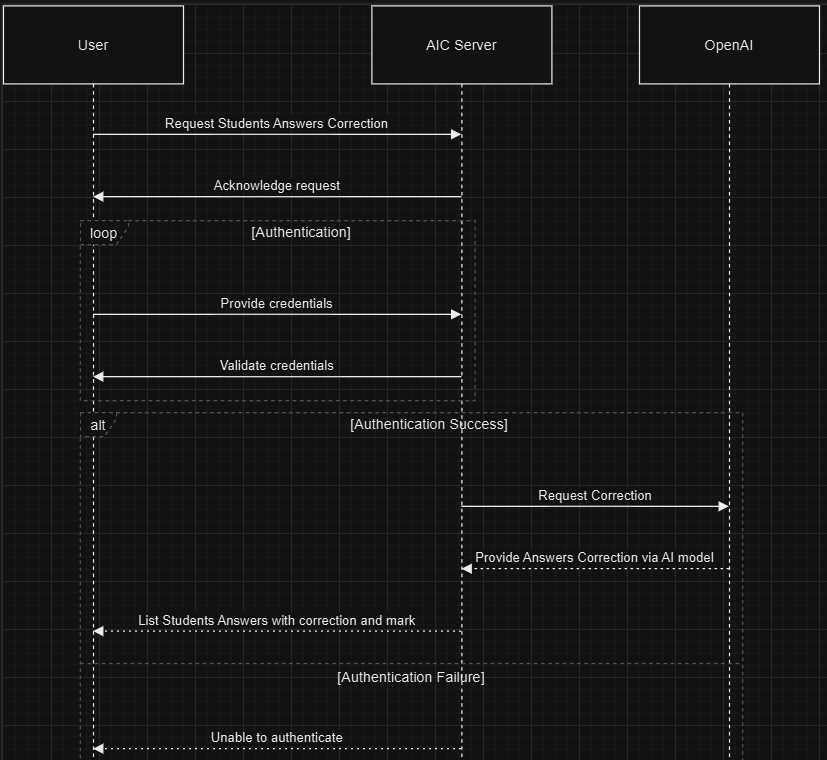 User
AIC Server
OpenAI
Request Students Answers Correction
Acknowledge request
loop
[Authentication]
Provide credentials
Validate credentials
alt
[Authentication Success]
Request Correction
Provide Answers Correction via AI model
List Students Answers with correction and mark
[Authentication Failure]
Unable to authenticate